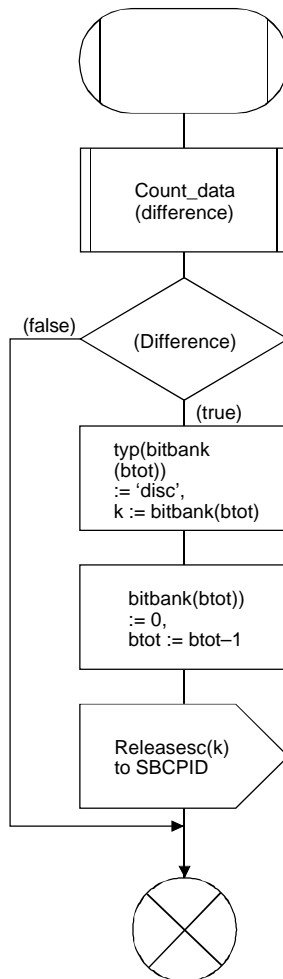 Count_data
(difference)
(false)
(Difference)
(true)
typ(bitbank
(btot))
:= ‘disc’,
k := bitbank(btot)
bitbank(btot))
:= 0,
btot := btot–1
Releasesc(k)
to SBCPID